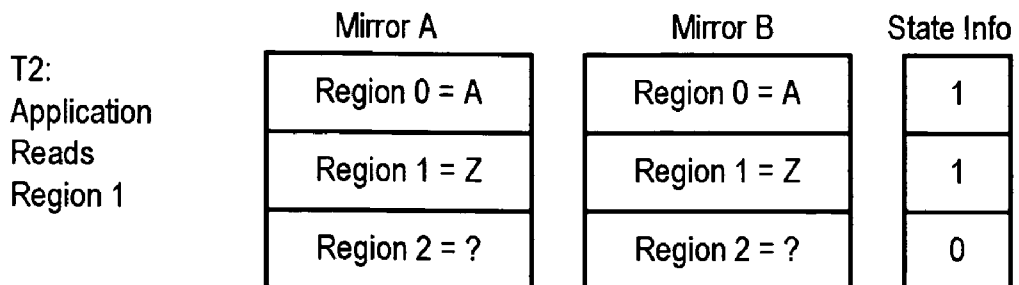 Mirror A Mirror B State Info
T2:
Application
Reads
Region 1
Region 0 = A Region 0 = A 1
Region 1 = Z Region 1 = Z 1
Region 2 = ? Region 2 = ? 0